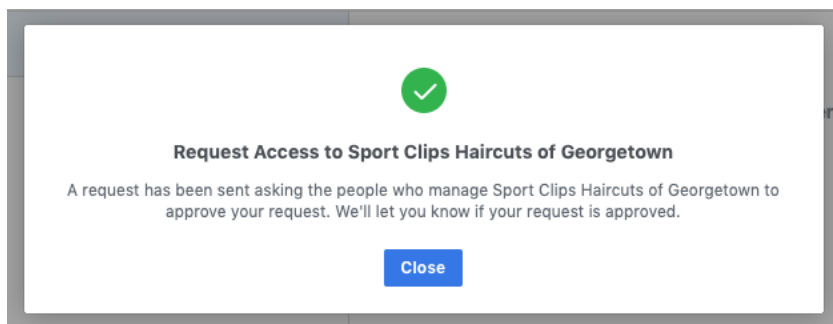 Request Access to Sport Clips Haircuts of Georgetown
A request has been sent asking the people who manage Sport Clips Haircuts of Georgetown to
approve your request. We'll let you know if your request is approved.
Close